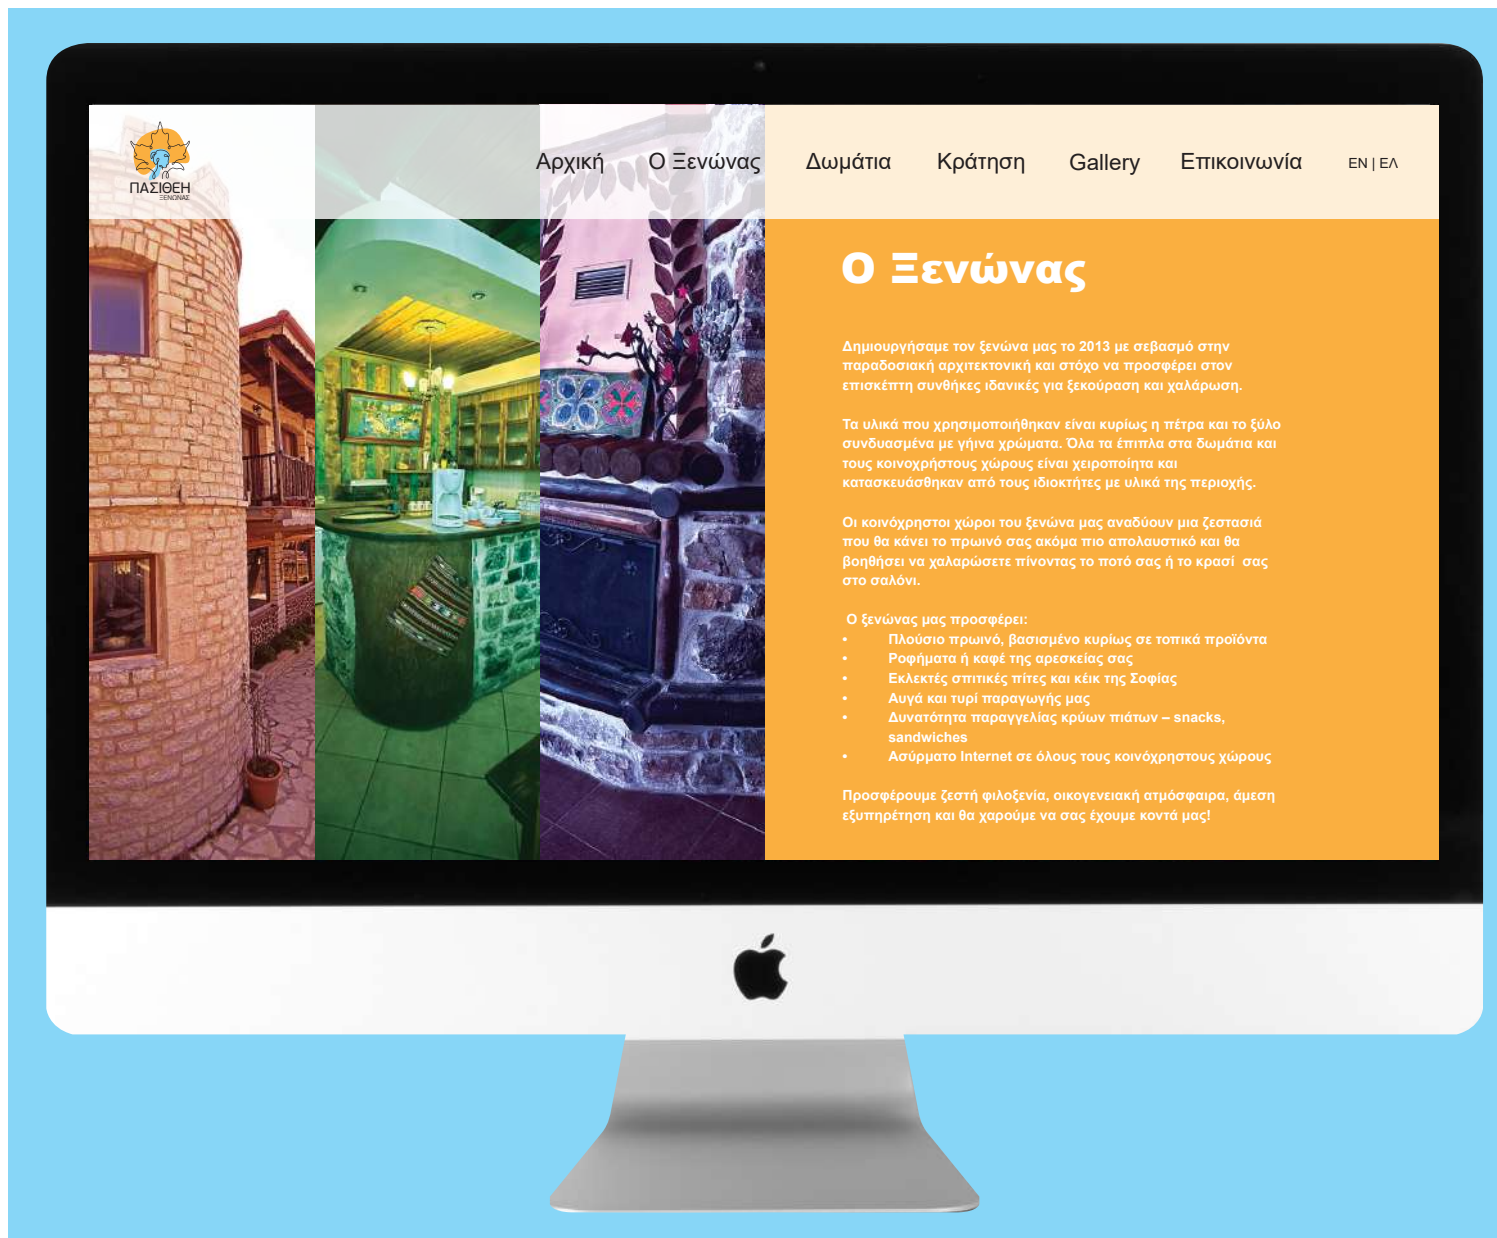 ΠΑΣΙΘΕΗ
ΞΕΝΩΝΑΣ
Αρχική Ο Ξενώνας Δωμάτια Κράτηση Gallery Επικοινωνία EN | ΕΛ
Ο Ξενώνας
Δημιουργήσαμε τον ξενώνα μας το 2013 με σεβασμό στην
παραδοσιακή αρχιτεκτονική και στόχο να προσφέρει στον
επισκέπτη συνθήκες ιδανικές για ξεκούραση και χαλάρωση.
Τα υλικά που χρησιμοποιήθηκαν είναι κυρίως η πέτρα και το ξύλο
συνδυασμένα με γήινα χρώματα. Όλα τα έπιπλα στα δωμάτια και
τους κοινοχρήστους χώρους είναι χειροποίητα και
κατασκευάσθηκαν από τους ιδιοκτήτες με υλικά της περιοχής.
Οι κοινόχρηστοι χώροι του ξενώνα μας αναδύουν μια ζεστασιά
που θα κάνει το πρωινό σας ακόμα πιο απολαυστικό και θα
βοηθήσει να χαλαρώσετε πίνοντας το ποτό σας ή το κρασί σας
στο σαλόνι.
Ο ξενώνας μας προσφέρει:
• Πλούσιο πρωινό, βασισμένο κυρίως σε τοπικά προϊόντα
• Ροφήματα ή καφέ της αρεσκείας σας
• Εκλεκτές σπιτικές πίτες και κέικ της Σοφίας
• Αυγά και τυρί παραγωγής μας
• Δυνατότητα παραγγελίας κρύων πιάτων – snacks,
sandwiches
• Ασύρματο Internet σε όλους τους κοινόχρηστους χώρους
Προσφέρουμε ζεστή φιλοξενία, οικογενειακή ατμόσφαιρα, άμεση
εξυπηρέτηση και θα χαρούμε να σας έχουμε κοντά μας!